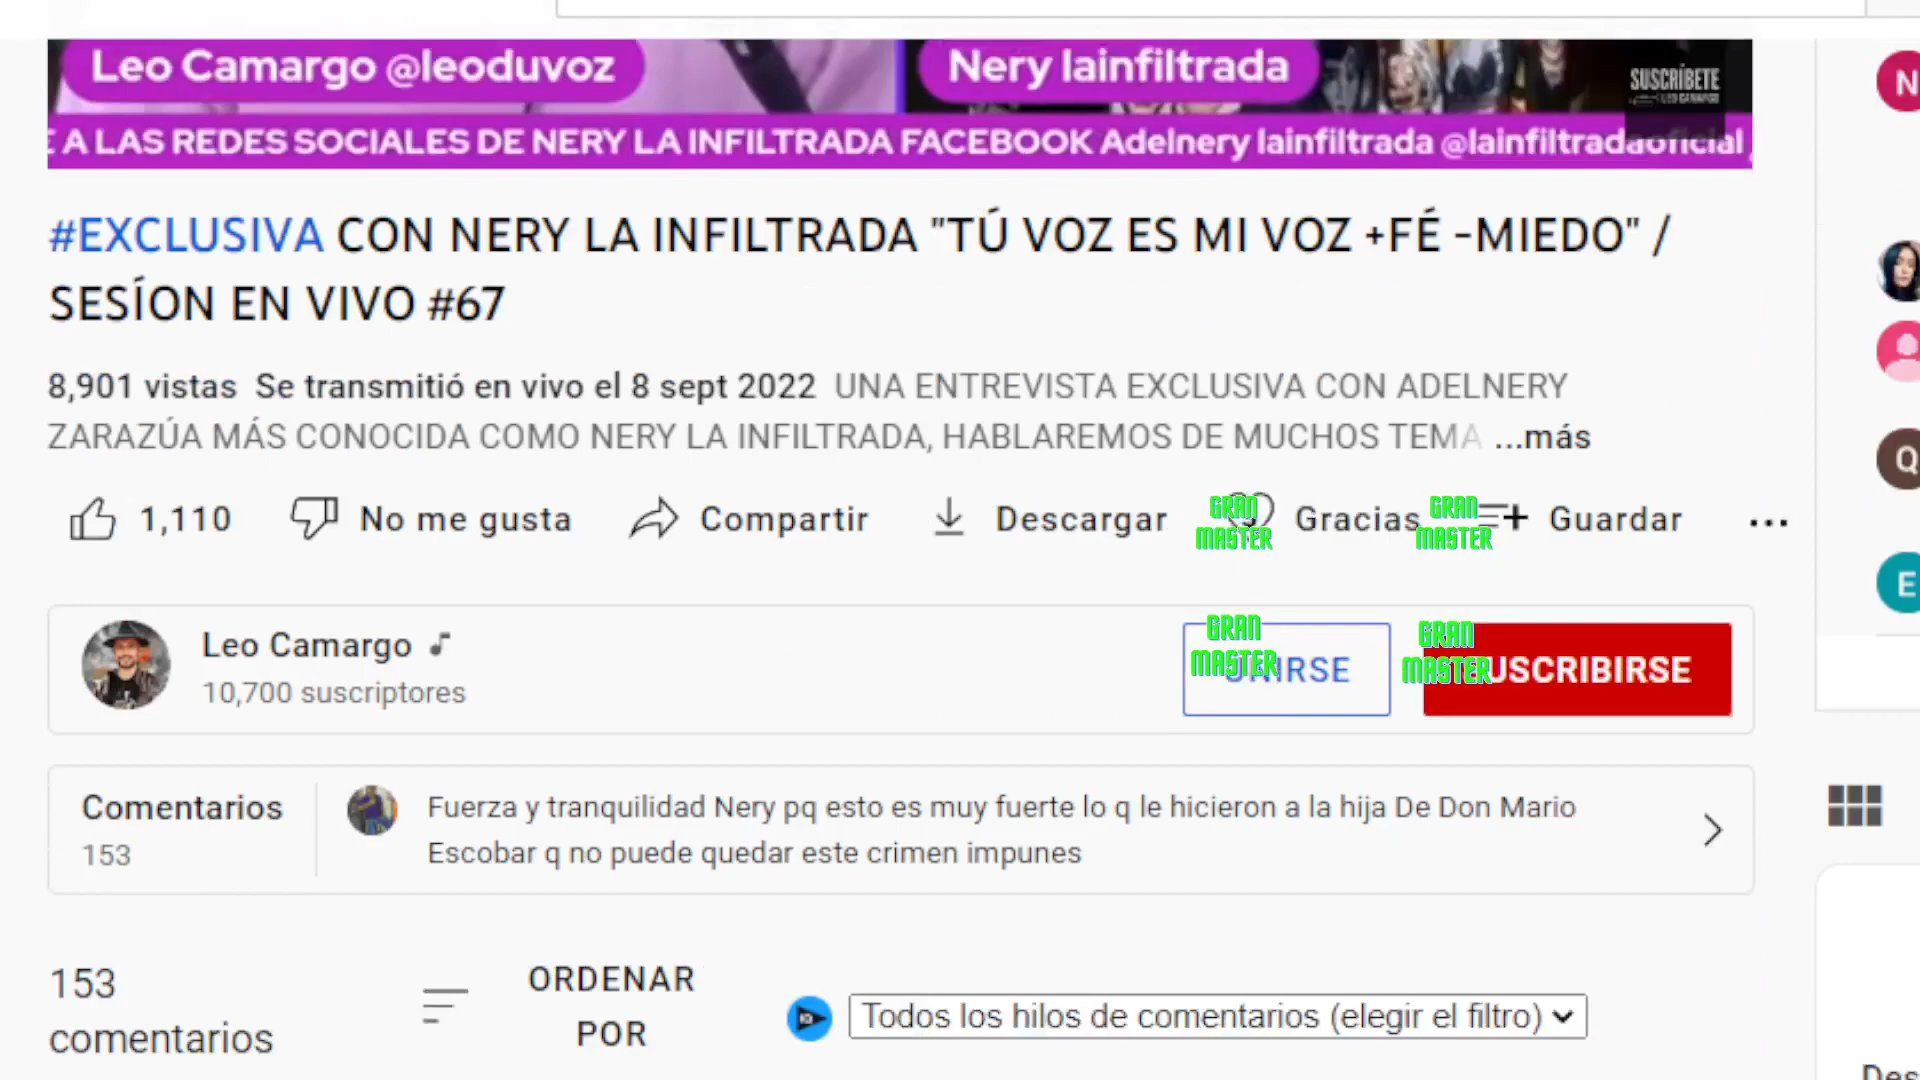 Leo Camargo @leoduvoz
Nery lainfiltrada
SUSCRÍBETE
LEO CAMARGO
E A LAS REDES SOCIALES DE NERY LA INFILTRADA FACEBOOK Adelnery lainfiltrada @lainfiltradaoficial
#EXCLUSIVA CON NERY LA INFILTRADA "TÚ VOZ ES MI VOZ +FÉ -MIEDO" /
SESÍON EN VIVO #67
8,901 vistas Se transmitió en vivo el 8 sept 2022 UNA ENTREVISTA EXCLUSIVA CON ADELNERY
ZARAZÚA MÁS CONOCIDA COMO NERY LA INFILTRADA, HABLAREMOS DE MUCHOS TEMA ...más
1,110 No me gusta Compartir Descargar Gracias Guardar ...
GRAN
MASTER
GRAN
MASTER
Leo Camargo
10,700 suscriptores
GRAN
MASTER
UNIRSE
GRAN
MASTER
SUSCRIBIRSE
Comentarios
153
Fuerza y tranquilidad Nery pq esto es muy fuerte lo q le hicieron a la hija De Don Mario
Escobar q no puede quedar este crimen impunes
153
comentarios
ORDENAR
POR
Todos los hilos de comentarios (elegir el filtro)
N
Q
E
Des